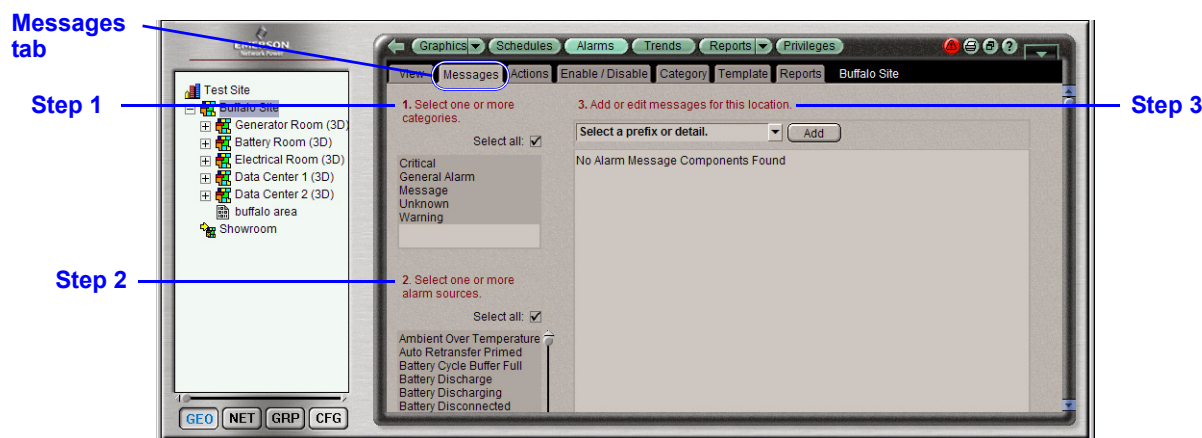 Messages
tab
EMERSON
Network Power
Graphics Schedules Alarms Trends Reports Privileges
View Messages Actions Enable / Disable Category Template Reports Buffalo Site
Test Site
Buffalo Site
Generator Room (3D)
Battery Room (3D)
Electrical Room (3D)
Data Center 1 (3D)
Data Center 2 (3D)
buffalo area
Showroom
GEO NET GRP CFG
Step 1
1. Select one or more
categories.
Select all:
Critical
General Alarm
Message
Unknown
Warning
Step 2
2. Select one or more
alarm sources.
Select all:
Ambient Over Temperature
Auto Retransfer Primed
Battery Cycle Buffer Full
Battery Discharge
Battery Discharging
Battery Disconnected
Step 3
3. Add or edit messages for this location.
Select a prefix or detail. Add
No Alarm Message Components Found